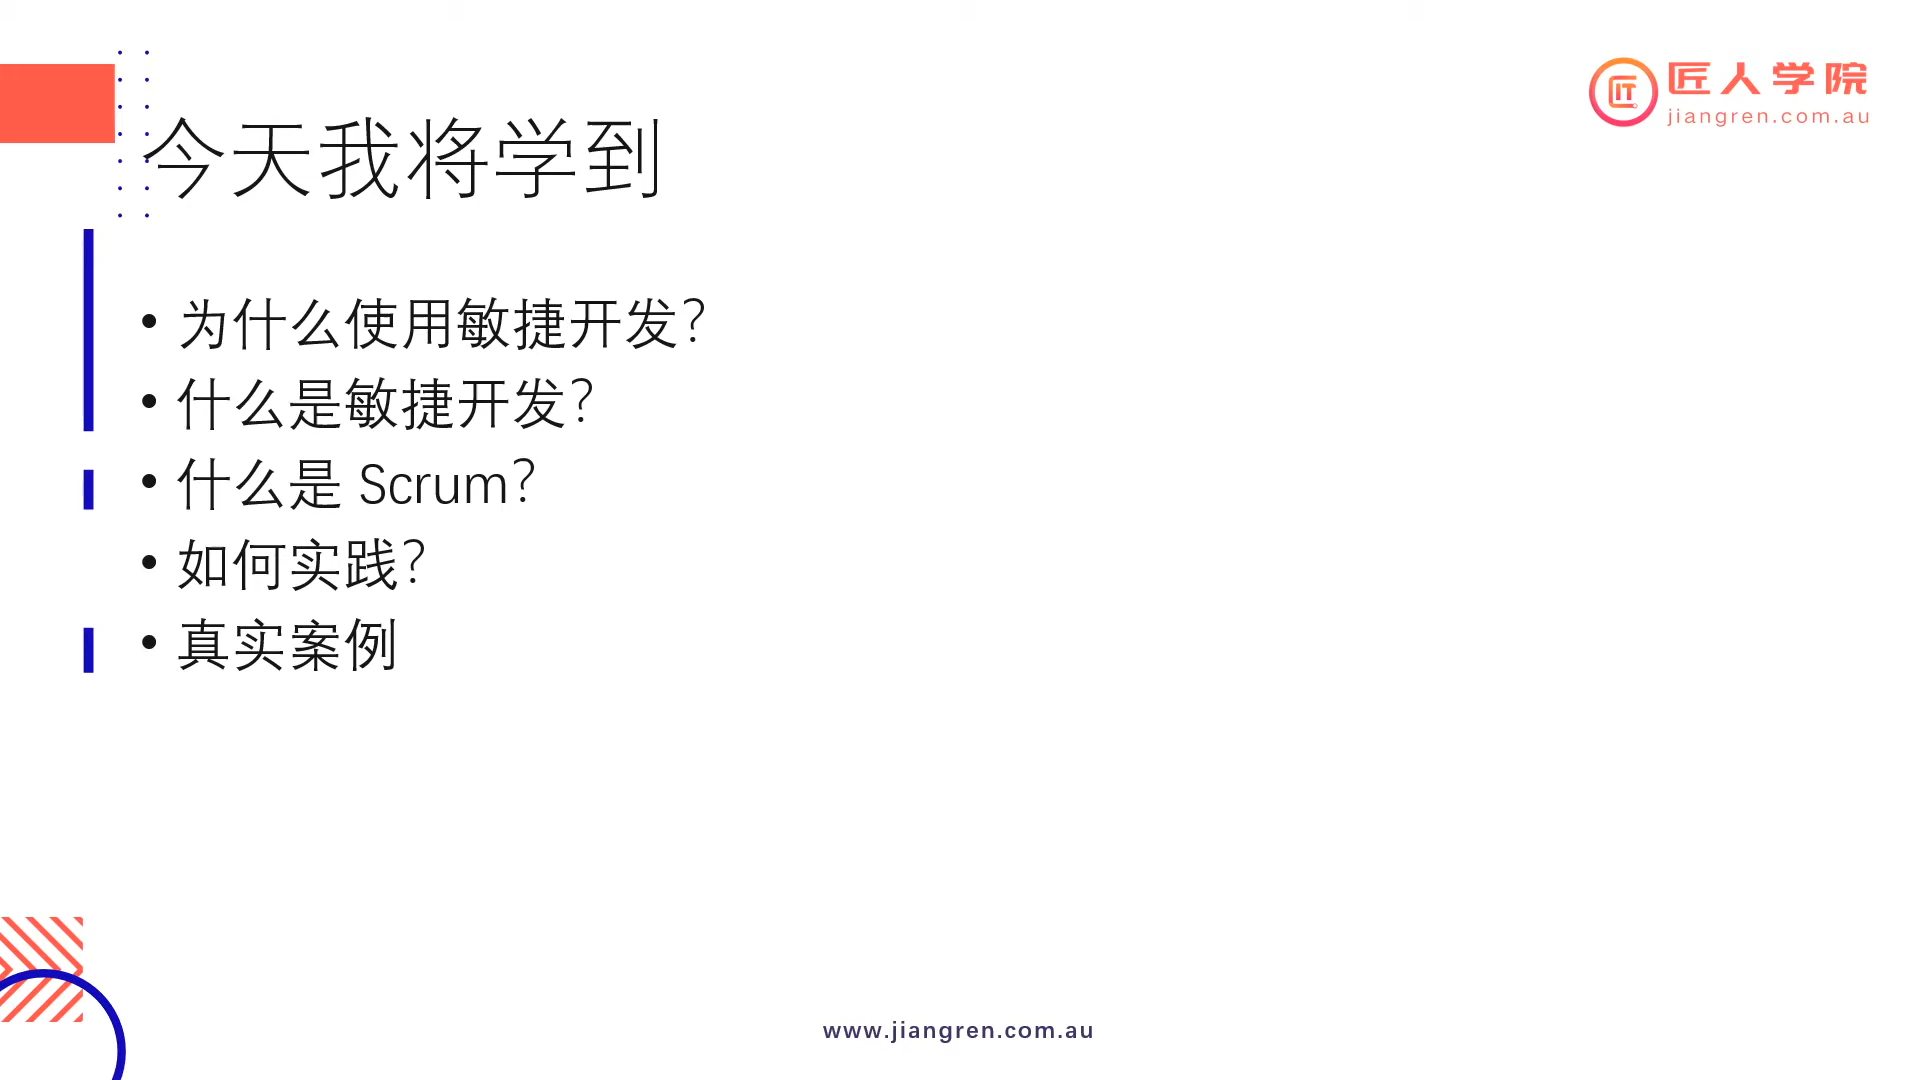 匠人学院
jiangren.com.au
今天我将学到
• 为什么使用敏捷开发？
• 什么是敏捷开发？
• 什么是 Scrum？
• 如何实践？
• 真实案例
www.jiangren.com.au